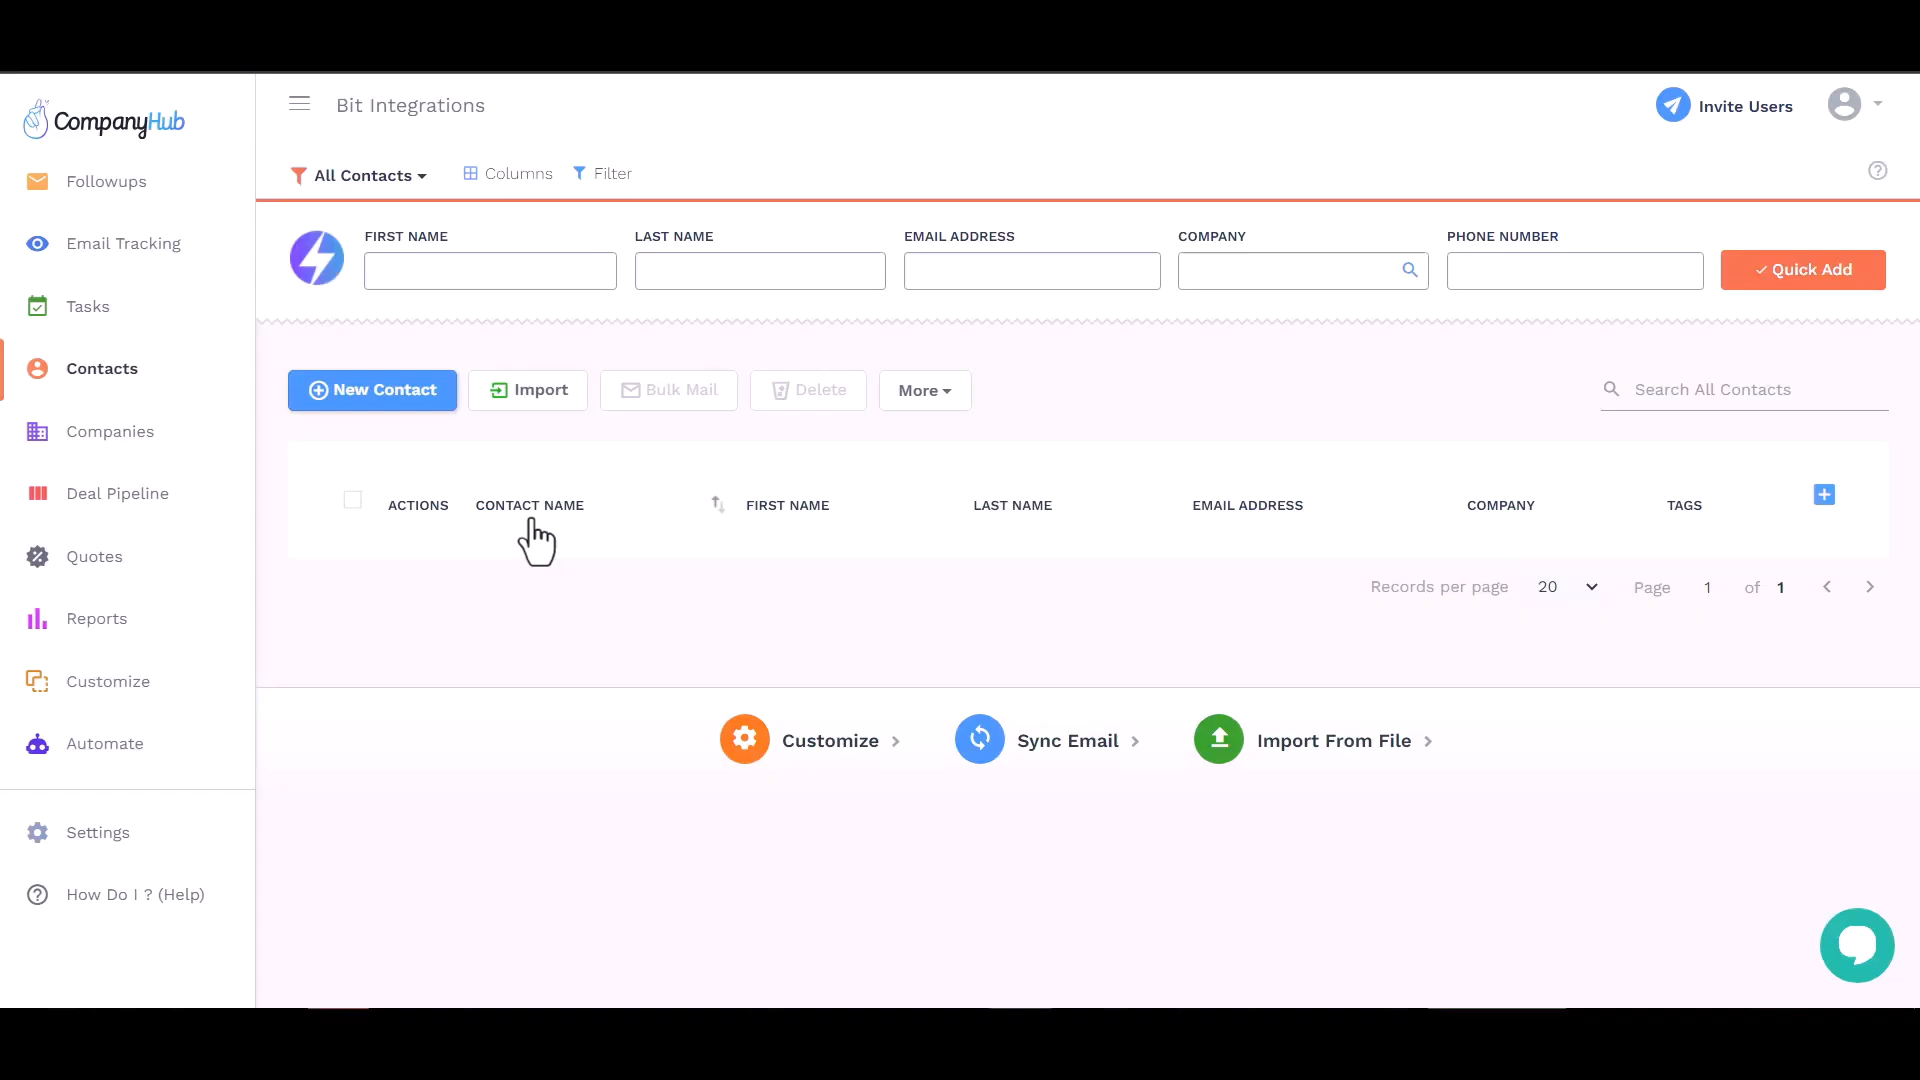 CompanyHub
Bit Integrations
Invite Users
Followups
Email Tracking
Tasks
Contacts
Companies
Deal Pipeline
Quotes
Reports
Customize
Automate
Settings
How Do I ? (Help)
All Contacts
Columns
Filter
FIRST NAME
LAST NAME
EMAIL ADDRESS
COMPANY
PHONE NUMBER
Quick Add
New Contact
Import
Bulk Mail
Delete
More
Search All Contacts
ACTIONS CONTACT NAME FIRST NAME LAST NAME EMAIL ADDRESS COMPANY TAGS
Records per page 20 Page 1 of 1
Customize
Sync Email
Import From File